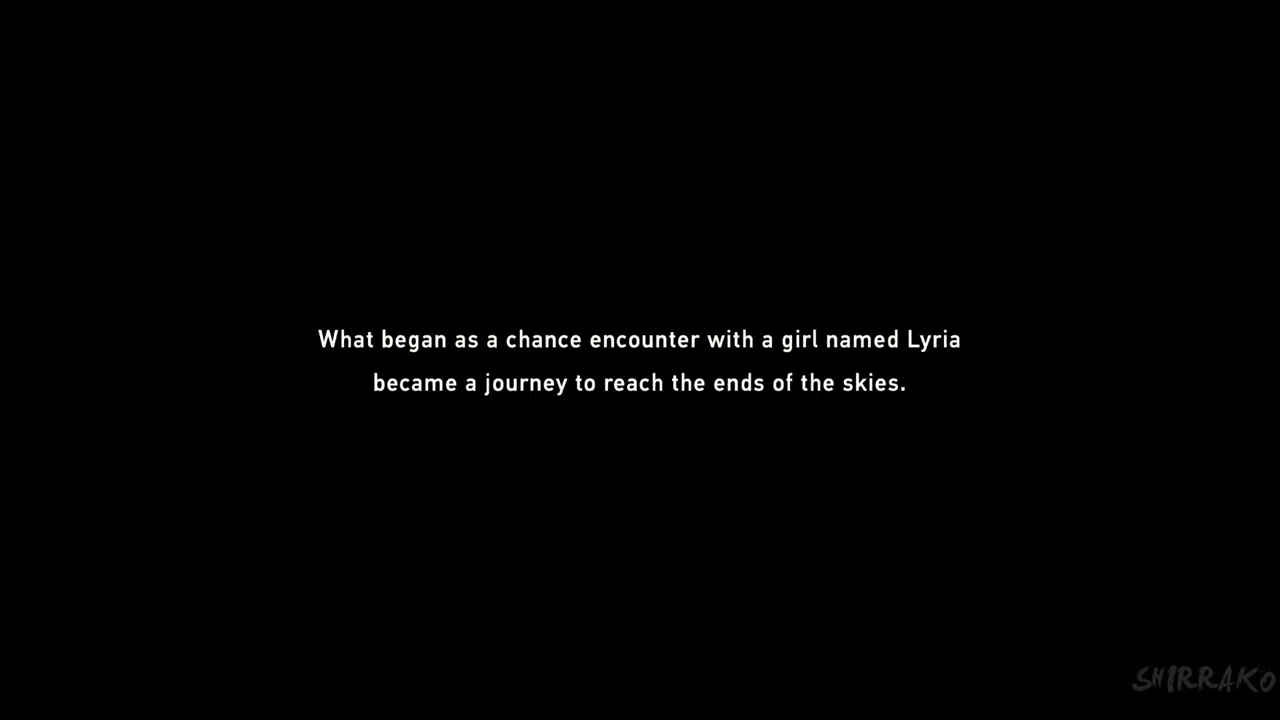 What began as a chance encounter with a girl named Lyria
became a journey to reach the ends of the skies.
SHIRRAKO